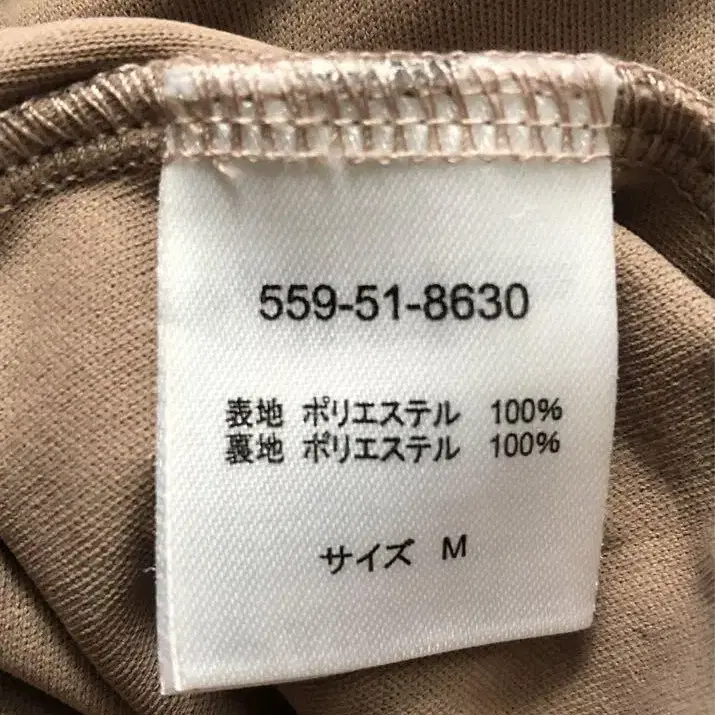 559-51-8630
表地 ポリエステル 100%
裏地 ポリエステル 100%
サイズ M